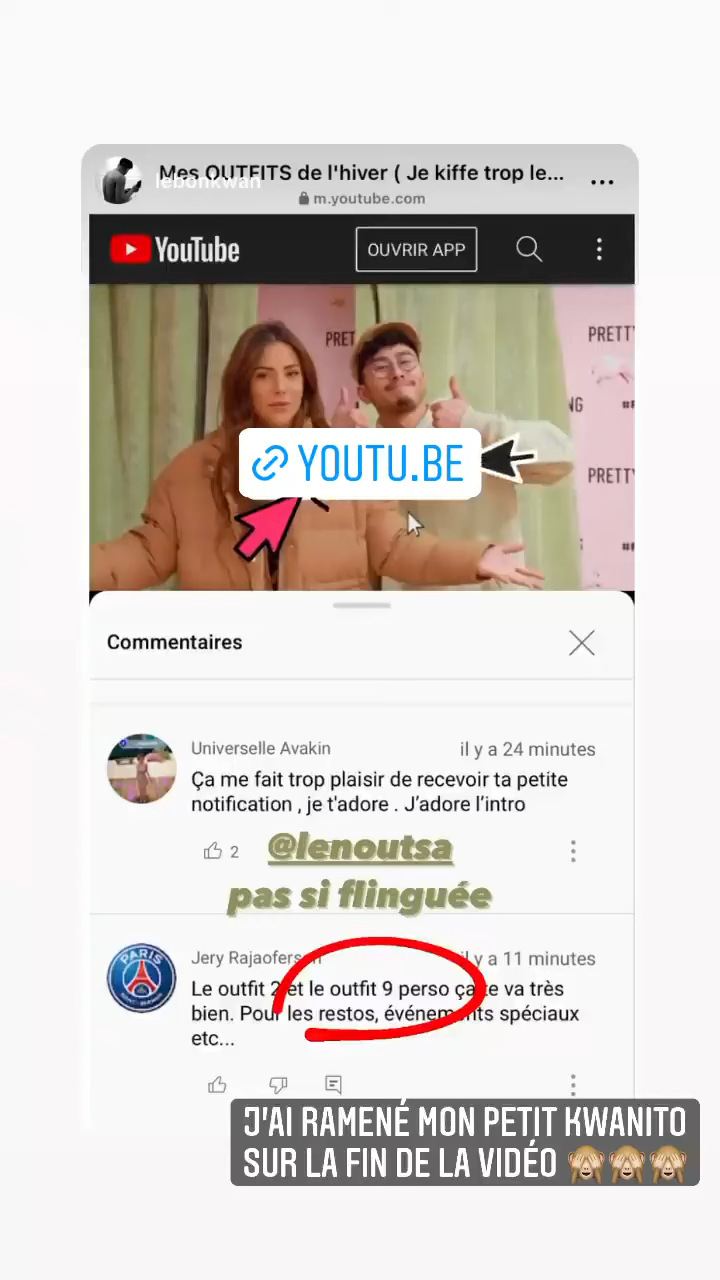 Mes OUTFITS de l'hiver ( Je kiffe trop le...
lebonkwan
m.youtube.com
YouTube
OUVRIR APP
PRET
PRETTY
NG
PRETTY
YOUTU.BE
Commentaires
Universelle Avakin
il y a 24 minutes
Ça me fait trop plaisir de recevoir ta petite
notification , je t'adore . J'adore l'intro
2
@lenoutsa
pas si flinguée
PARIS
Jery Rajaofer
il y a 11 minutes
Le outfit 2 et le outfit 9 perso ça te va très
bien. Pour les restos, événements spéciaux
etc...
J'AI RAMENÉ MON PETIT KWANITO
SUR LA FIN DE LA VIDÉO 🙈🙈🙈